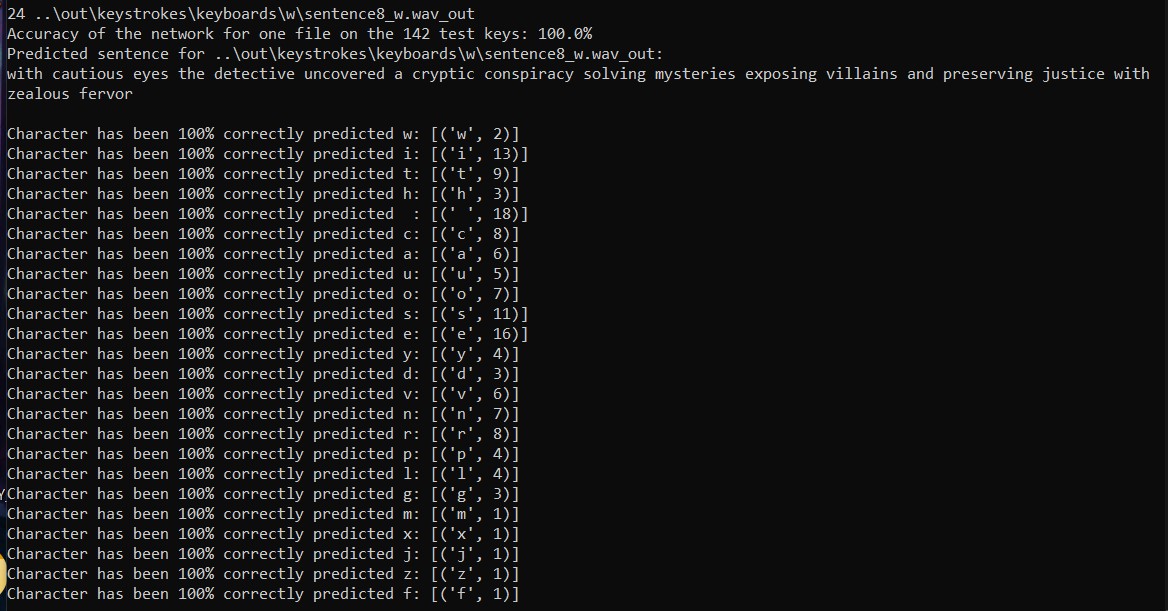 24 ..\out\keystrokes\keyboards\w\sentence8_w.wav_out
Accuracy of the network for one file on the 142 test keys: 100.0%
Predicted sentence for ..\out\keystrokes\keyboards\w\sentence8_w.wav_out:
with cautious eyes the detective uncovered a cryptic conspiracy solving mysteries exposing villains and preserving justice with
zealous fervor

Character has been 100% correctly predicted w: [('w', 2)]
Character has been 100% correctly predicted i: [('i', 13)]
Character has been 100% correctly predicted t: [('t', 9)]
Character has been 100% correctly predicted h: [('h', 3)]
Character has been 100% correctly predicted  : [(' ', 18)]
Character has been 100% correctly predicted c: [('c', 8)]
Character has been 100% correctly predicted a: [('a', 6)]
Character has been 100% correctly predicted u: [('u', 5)]
Character has been 100% correctly predicted o: [('o', 7)]
Character has been 100% correctly predicted s: [('s', 11)]
Character has been 100% correctly predicted e: [('e', 16)]
Character has been 100% correctly predicted y: [('y', 4)]
Character has been 100% correctly predicted d: [('d', 3)]
Character has been 100% correctly predicted v: [('v', 6)]
Character has been 100% correctly predicted n: [('n', 7)]
Character has been 100% correctly predicted r: [('r', 8)]
Character has been 100% correctly predicted p: [('p', 4)]
Character has been 100% correctly predicted l: [('l', 4)]
Character has been 100% correctly predicted g: [('g', 3)]
Character has been 100% correctly predicted m: [('m', 1)]
Character has been 100% correctly predicted x: [('x', 1)]
Character has been 100% correctly predicted j: [('j', 1)]
Character has been 100% correctly predicted z: [('z', 1)]
Character has been 100% correctly predicted f: [('f', 1)]